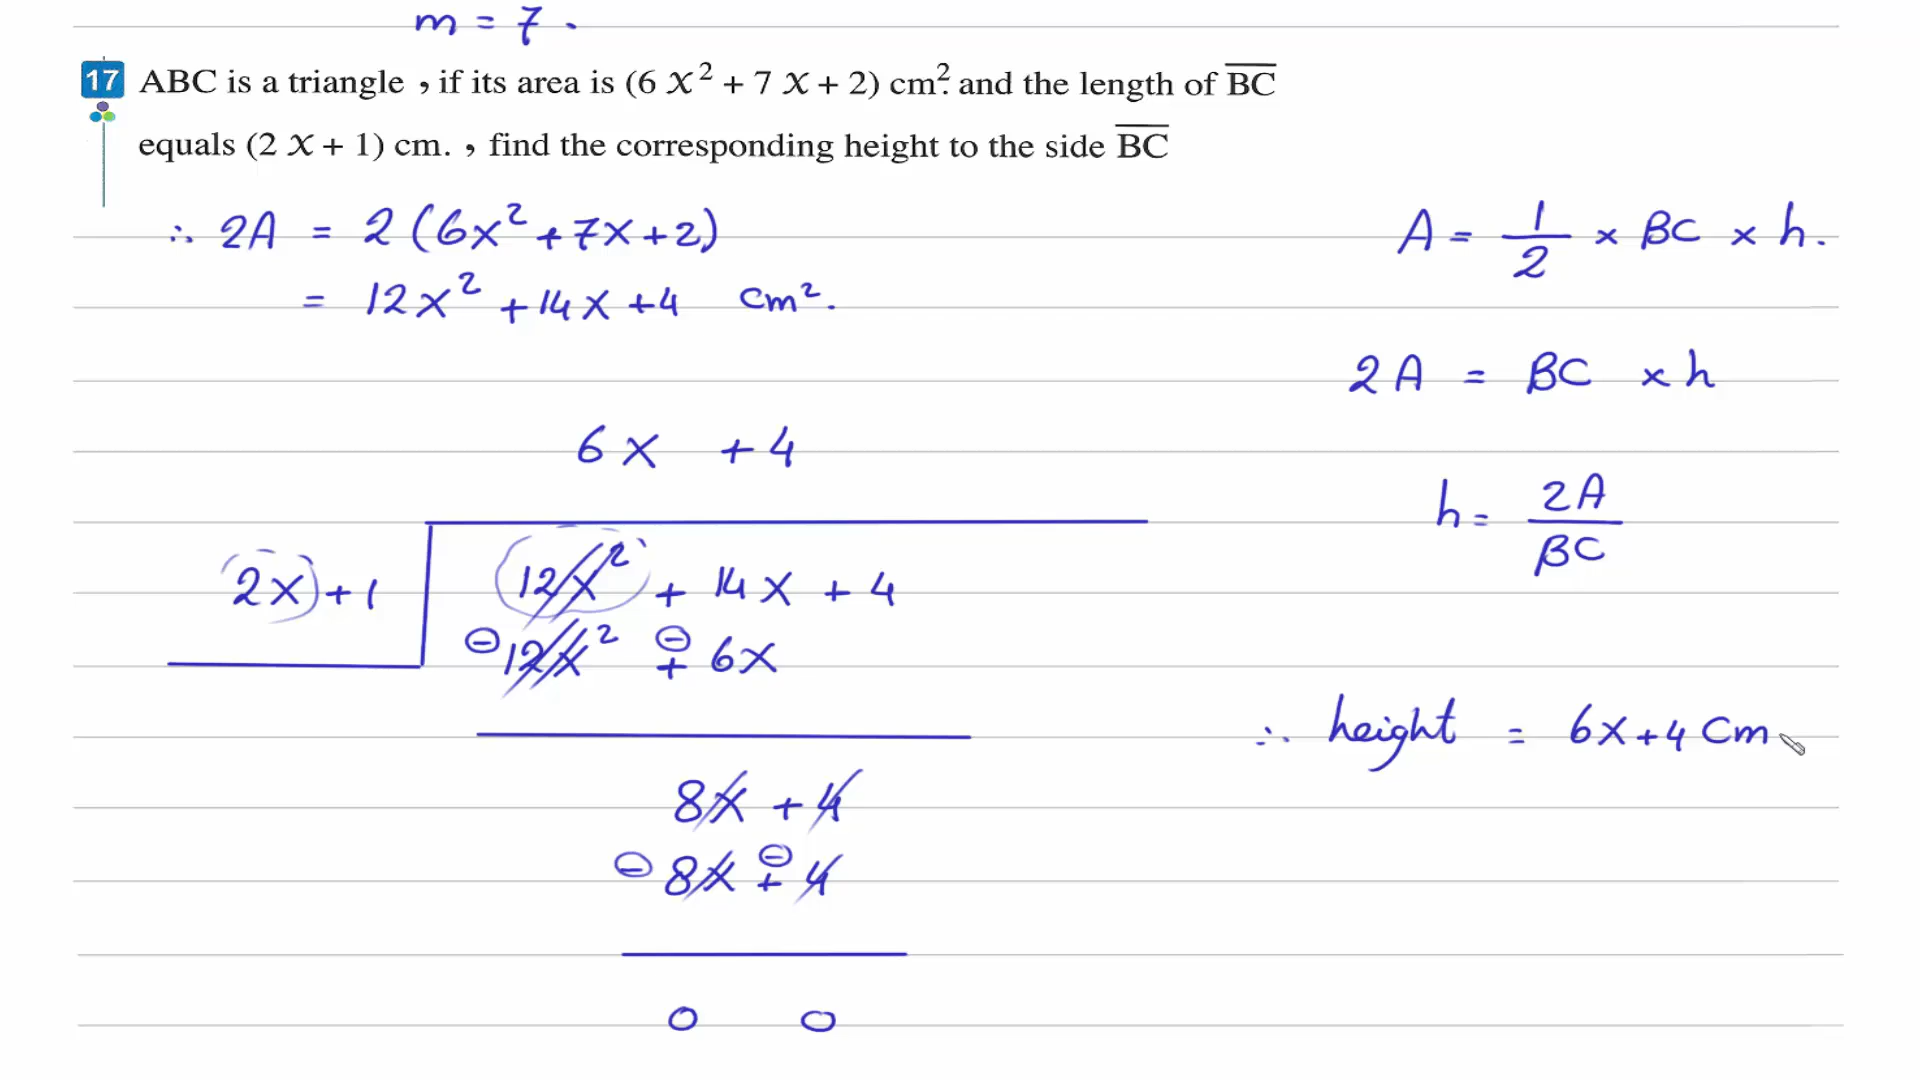 m = 7 .
17 ABC is a triangle , if its area is (6 X² + 7 X + 2) cm². and the length of BC
equals (2 X + 1) cm. , find the corresponding height to the side BC
∴ 2A = 2 (6x² + 7x + 2)
= 12x² + 14x + 4 cm².
A = 1/2 × BC × h.
2A = BC × h
h = 2A/BC
6x + 4
2x + 1 12x² + 14x + 4
⊖ 12x² ⊖ + 6x
8x + 4
⊖ 8x ⊖ + 4
0 0
∴ height = 6x + 4 Cm